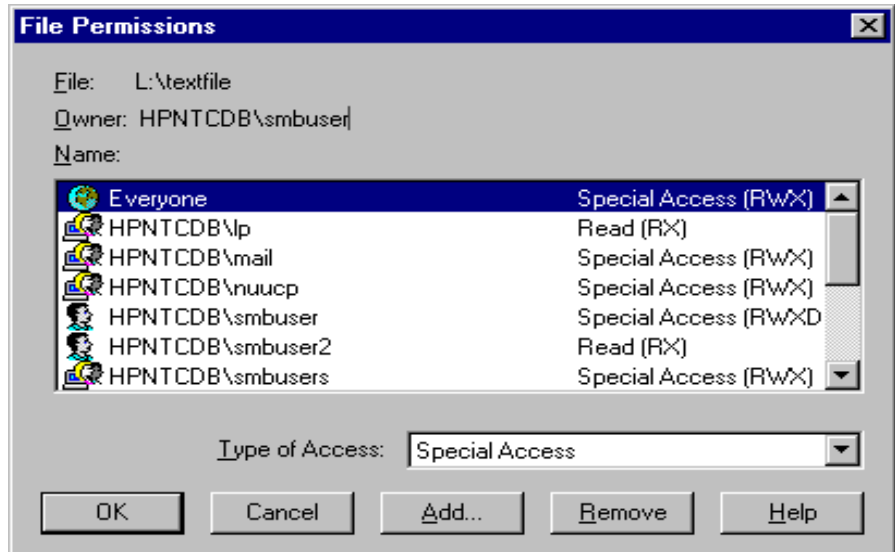 File Permissions
File: L:\textfile
Owner: HPNTCDB\smbuser
Name:
Everyone Special Access (RWX)
HPNTCDB\lp Read (RX)
HPNTCDB\mail Special Access (RWX)
HPNTCDB\nuucp Special Access (RWX)
HPNTCDB\smbuser Special Access (RWXD
HPNTCDB\smbuser2 Read (RX)
HPNTCDB\smbusers Special Access (RWX)
Type of Access: Special Access
OK Cancel Add... Remove Help